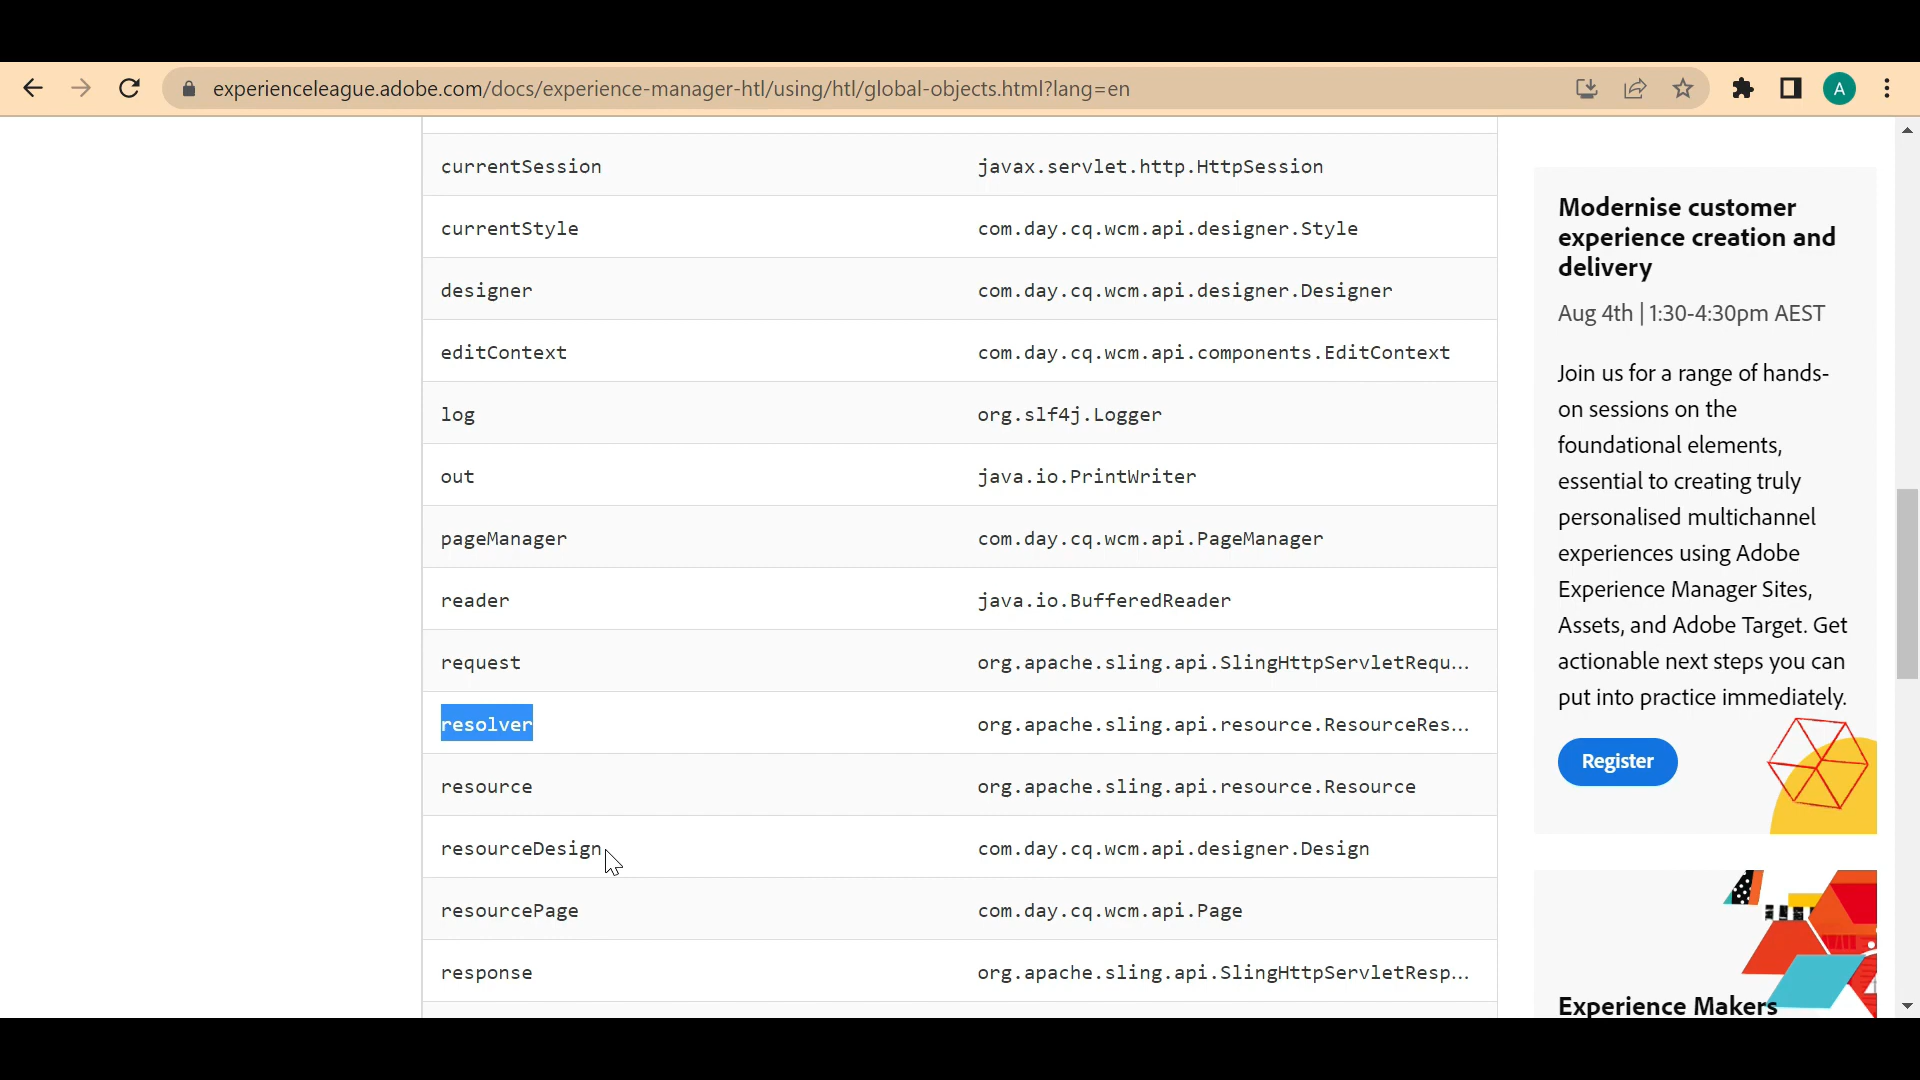 experienceleague.adobe.com/docs/experience-manager-htl/using/htl/global-objects.html?lang=en
A
currentSession javax.servlet.http.HttpSession
currentStyle com.day.cq.wcm.api.designer.Style
designer com.day.cq.wcm.api.designer.Designer
editContext com.day.cq.wcm.api.components.EditContext
log org.slf4j.Logger
out java.io.PrintWriter
pageManager com.day.cq.wcm.api.PageManager
reader java.io.BufferedReader
request org.apache.sling.api.SlingHttpServletRequ...
resolver org.apache.sling.api.resource.ResourceRes...
resource org.apache.sling.api.resource.Resource
resourceDesign com.day.cq.wcm.api.designer.Design
resourcePage com.day.cq.wcm.api.Page
response org.apache.sling.api.SlingHttpServletResp...
Modernise customer
experience creation and
delivery
Aug 4th | 1:30-4:30pm AEST
Join us for a range of hands-
on sessions on the
foundational elements,
essential to creating truly
personalised multichannel
experiences using Adobe
Experience Manager Sites,
Assets, and Adobe Target. Get
actionable next steps you can
put into practice immediately.
Register
Experience Makers